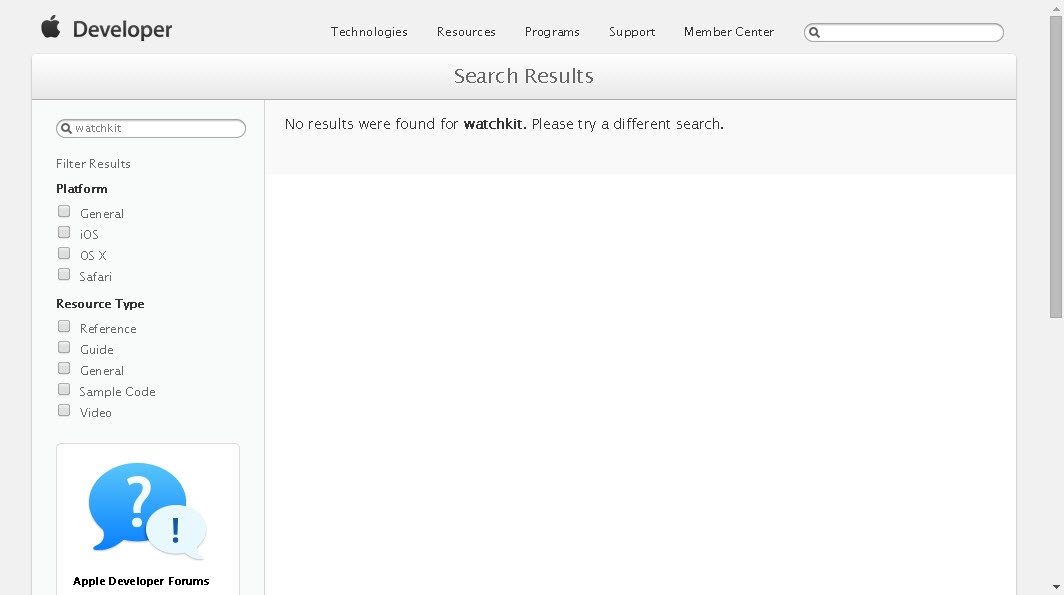 Developer
Technologies Resources Programs Support Member Center
Search Results
watchkit
No results were found for watchkit. Please try a different search.
Filter Results
Platform
General
iOS
OS X
Safari
Resource Type
Reference
Guide
General
Sample Code
Video
?
!
Apple Developer Forums